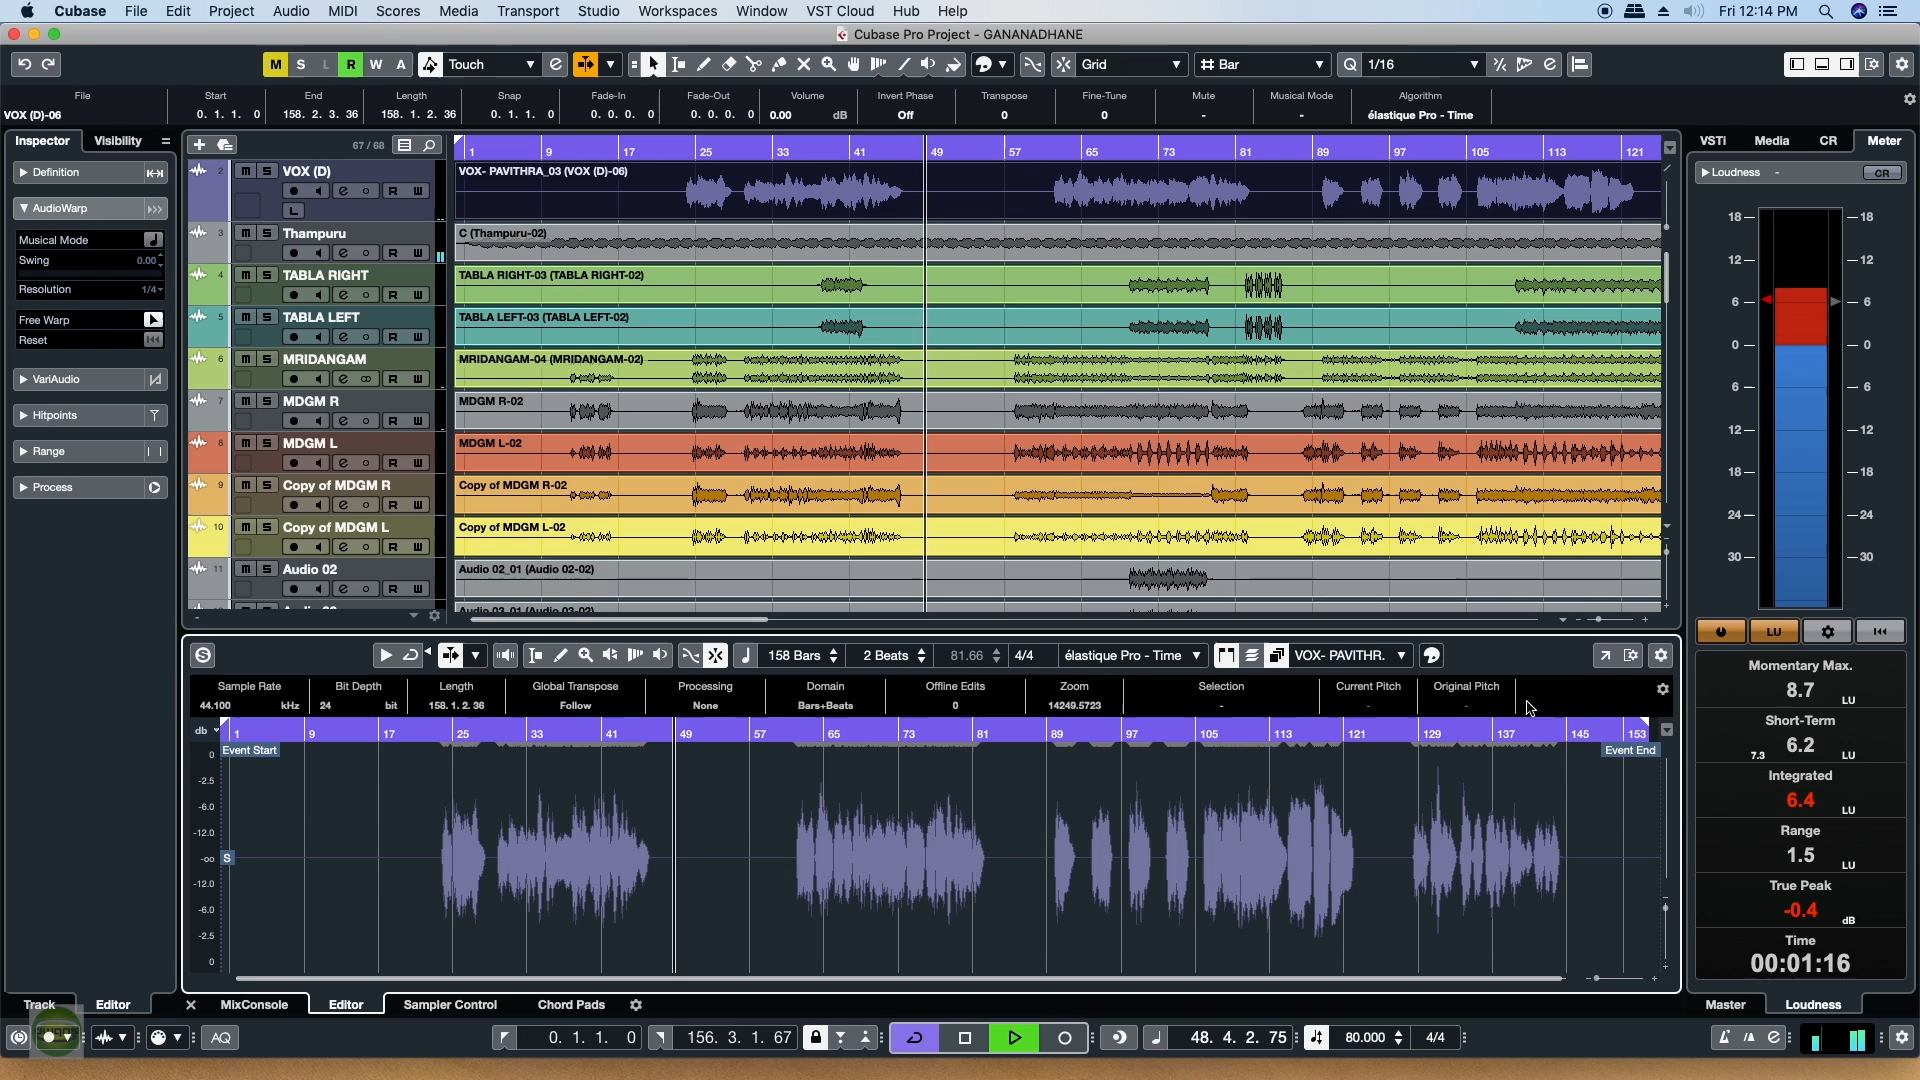 Cubase File Edit Project Audio MIDI Scores Media Transport Studio Workspaces Window VST Cloud Hub Help Fri 12:14 PM
Cubase Pro Project - GANANADHANE
M S L R W A Touch Grid Bar Q 1/16
File Start End Length Snap Fade-In Fade-Out Volume Invert Phase Transpose Fine-Tune Mute Musical Mode Algorithm
VOX (D)-06 0. 1. 1. 0 158. 2. 3. 36 158. 1. 2. 36 0. 1. 1. 0 0. 0. 0. 0 0. 0. 0. 0 0.00 dB Off 0 0 - - élastique Pro - Time
Inspector Visibility
67 / 68
VSTi Media CR Meter
1 9 17 25 33 41 49 57 65 73 81 89 97 105 113 121
Definition
AudioWarp
Musical Mode
Swing 0.00
Resolution 1/4
Free Warp
Reset
VariAudio
Hitpoints
Range
Process
2 m S VOX (D) R W
L
VOX- PAVITHRA_03 (VOX (D)-06)
3 m S Thampuru R W
C (Thampuru-02)
4 m S TABLA RIGHT R W
TABLA RIGHT-03 (TABLA RIGHT-02)
5 m S TABLA LEFT R W
TABLA LEFT-03 (TABLA LEFT-02)
6 m S MRIDANGAM R W
MRIDANGAM-04 (MRIDANGAM-02)
7 m S MDGM R R W
MDGM R-02
8 m S MDGM L R W
MDGM L-02
9 m S Copy of MDGM R R W
Copy of MDGM R-02
10 m S Copy of MDGM L R W
Copy of MDGM L-02
11 m S Audio 02 R W
Audio 02_01 (Audio 02-02)
Audio 03_01 (Audio 03-02)
Loudness - CR
18 18
12 12
6 6
0 0
6 6
12 12
18 18
24 24
30 30
LU
Momentary Max.
8.7 LU
Short-Term
7.3 6.2 LU
Integrated
6.4 LU
Range
1.5 LU
True Peak
-0.4 dB
Time
00:01:16
Master Loudness
158 Bars 2 Beats 81.66 4/4 élastique Pro - Time VOX- PAVITHR.
Sample Rate Bit Depth Length Global Transpose Processing Domain Offline Edits Zoom Selection Current Pitch Original Pitch
44.100 kHz 24 bit 158. 1. 2. 36 Follow None Bars+Beats 0 14249.5723 - - -
db 1 9 17 25 33 41 49 57 65 73 81 89 97 105 113 121 129 137 145 153
Event Start Event End
0
-2.5
-6.0
-12.0
-oo S
-12.0
-6.0
-2.5
0
Track Editor MixConsole Editor Sampler Control Chord Pads
AQ 0. 1. 1. 0 156. 3. 1. 67 48. 4. 2. 75 80.000 4/4